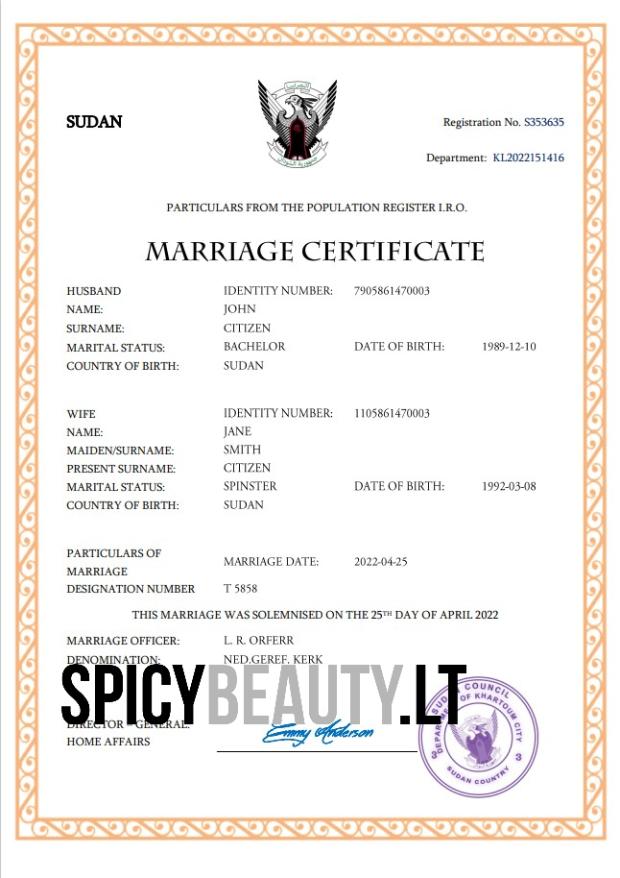 SUDAN
Registration No. S353635
Department: KL2022151416
PARTICULARS FROM THE POPULATION REGISTER I.R.O.
MARRIAGE CERTIFICATE
HUSBAND IDENTITY NUMBER: 7905861470003
NAME: JOHN
SURNAME: CITIZEN
MARITAL STATUS: BACHELOR DATE OF BIRTH: 1989-12-10
COUNTRY OF BIRTH: SUDAN
WIFE IDENTITY NUMBER: 1105861470003
NAME: JANE
MAIDEN/SURNAME: SMITH
PRESENT SURNAME: CITIZEN
MARITAL STATUS: SPINSTER DATE OF BIRTH: 1992-03-08
COUNTRY OF BIRTH: SUDAN
PARTICULARS OF
MARRIAGE MARRIAGE DATE: 2022-04-25
DESIGNATION NUMBER T 5858
THIS MARRIAGE WAS SOLEMNISED ON THE 25TH DAY OF APRIL 2022
MARRIAGE OFFICER: L. R. ORFERR
DENOMINATION: NED.GEREF. KERK
SPICYBEAUTY.LT
DIRECTOR – GENERAL:
HOME AFFAIRS
Emmy Anderson
SUDAN COUNCIL
DEPARTMENT OF KHARTOUM CITY
SUDAN COUNTRY
3 3